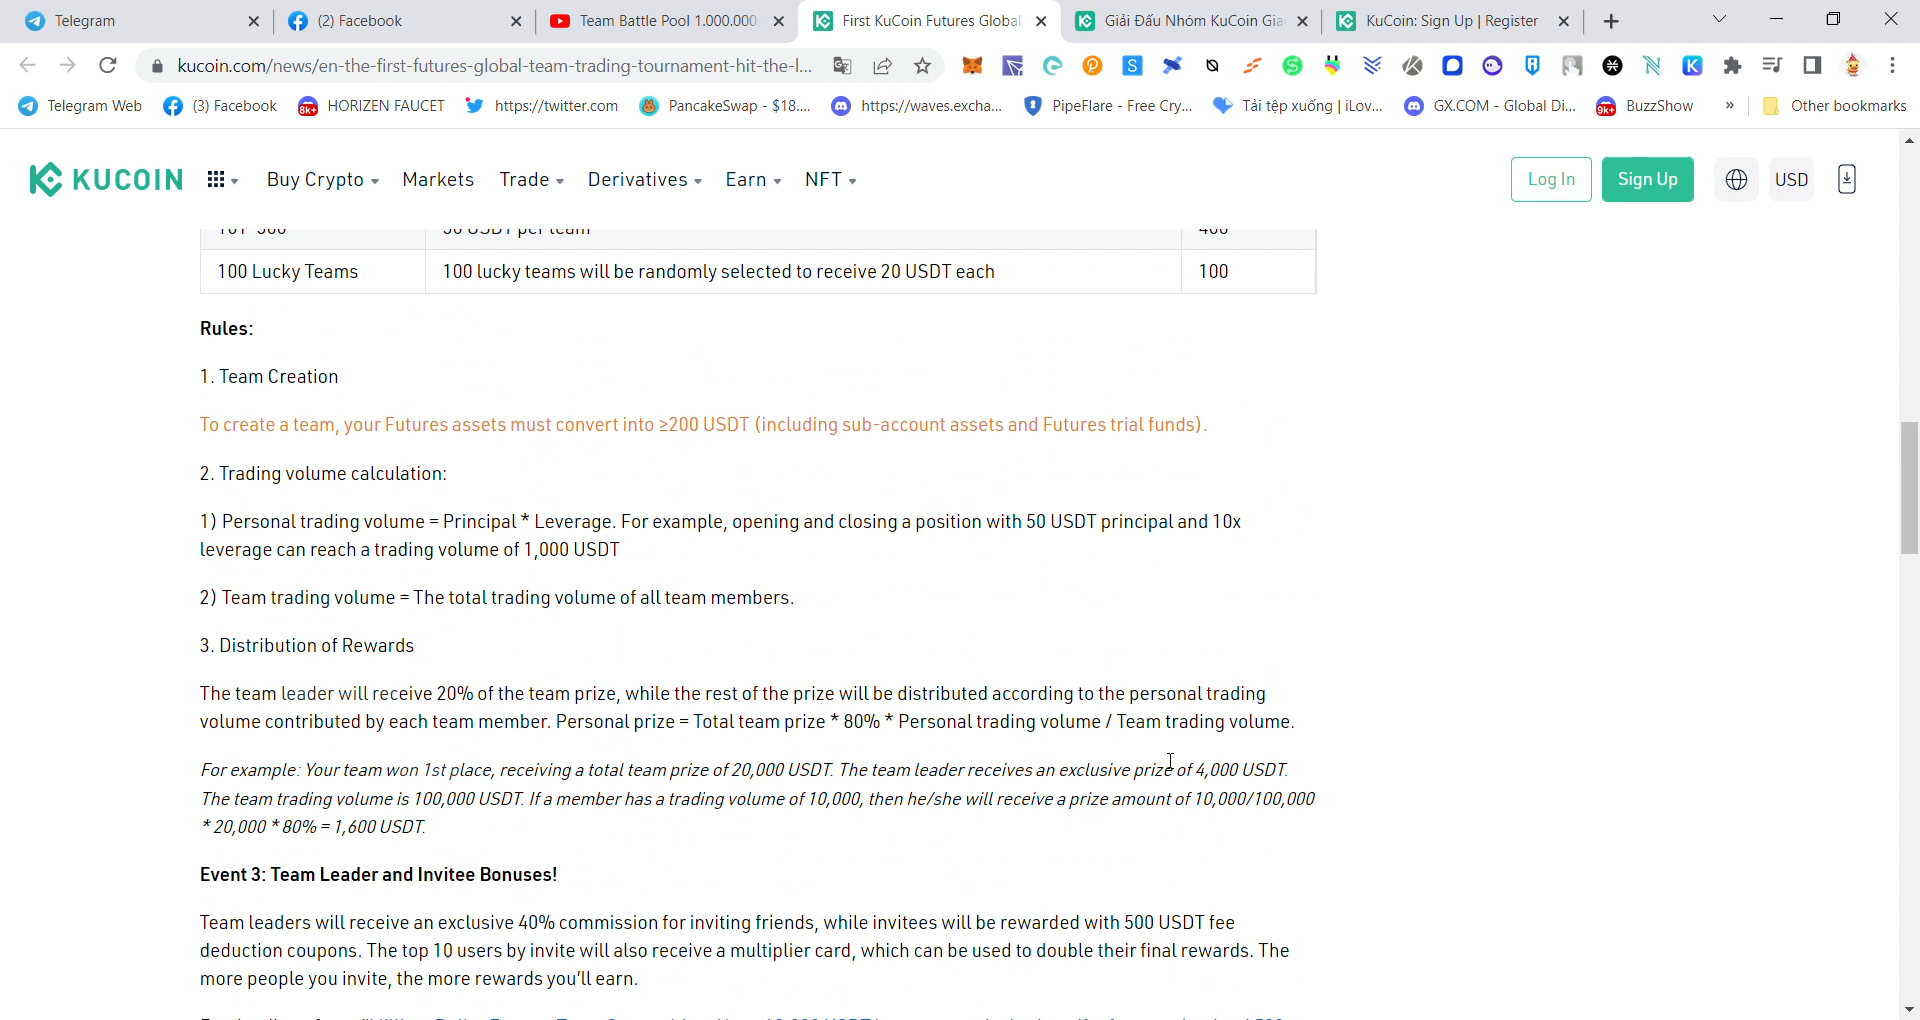 Telegram
(2) Facebook
Team Battle Pool 1.000.000
First KuCoin Futures Global
Giải Đấu Nhóm KuCoin Gia
KuCoin: Sign Up | Register
kucoin.com/news/en-the-first-futures-global-team-trading-tournament-hit-the-l...
Telegram Web
(3) Facebook
8k+
HORIZEN FAUCET
https://twitter.com
PancakeSwap - $18....
https://waves.excha...
PipeFlare - Free Cry...
Tải tệp xuống | iLov...
GX.COM - Global Di...
9k+
BuzzShow
»
Other bookmarks
KUCOIN
Buy Crypto
Markets
Trade
Derivatives
Earn
NFT
Log In
Sign Up
USD
100 Lucky Teams
100 lucky teams will be randomly selected to receive 20 USDT each
100
Rules:
1. Team Creation
To create a team, your Futures assets must convert into ≥200 USDT (including sub-account assets and Futures trial funds).
2. Trading volume calculation:
1) Personal trading volume = Principal * Leverage. For example, opening and closing a position with 50 USDT principal and 10x
leverage can reach a trading volume of 1,000 USDT
2) Team trading volume = The total trading volume of all team members.
3. Distribution of Rewards
The team leader will receive 20% of the team prize, while the rest of the prize will be distributed according to the personal trading
volume contributed by each team member. Personal prize = Total team prize * 80% * Personal trading volume / Team trading volume.
For example: Your team won 1st place, receiving a total team prize of 20,000 USDT. The team leader receives an exclusive prize of 4,000 USDT.
The team trading volume is 100,000 USDT. If a member has a trading volume of 10,000, then he/she will receive a prize amount of 10,000/100,000
* 20,000 * 80% = 1,600 USDT.
Event 3: Team Leader and Invitee Bonuses!
Team leaders will receive an exclusive 40% commission for inviting friends, while invitees will be rewarded with 500 USDT fee
deduction coupons. The top 10 users by invite will also receive a multiplier card, which can be used to double their final rewards. The
more people you invite, the more rewards you'll earn.